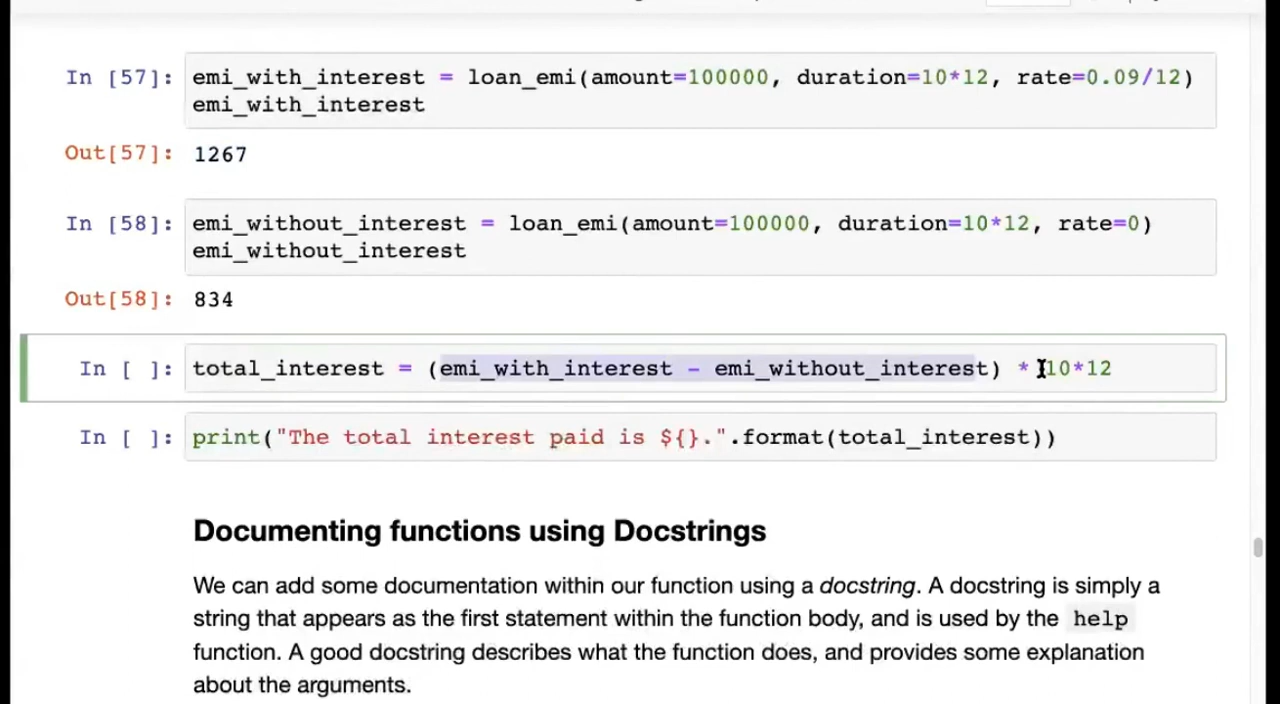 In [57]: emi_with_interest = loan_emi(amount=100000, duration=10*12, rate=0.09/12)
emi_with_interest
Out[57]: 1267
In [58]: emi_without_interest = loan_emi(amount=100000, duration=10*12, rate=0)
emi_without_interest
Out[58]: 834
In [ ]: total_interest = (emi_with_interest - emi_without_interest) * 10*12
In [ ]: print("The total interest paid is ${}.".format(total_interest))
Documenting functions using Docstrings
We can add some documentation within our function using a docstring. A docstring is simply a
string that appears as the first statement within the function body, and is used by the help
function. A good docstring describes what the function does, and provides some explanation
about the arguments.